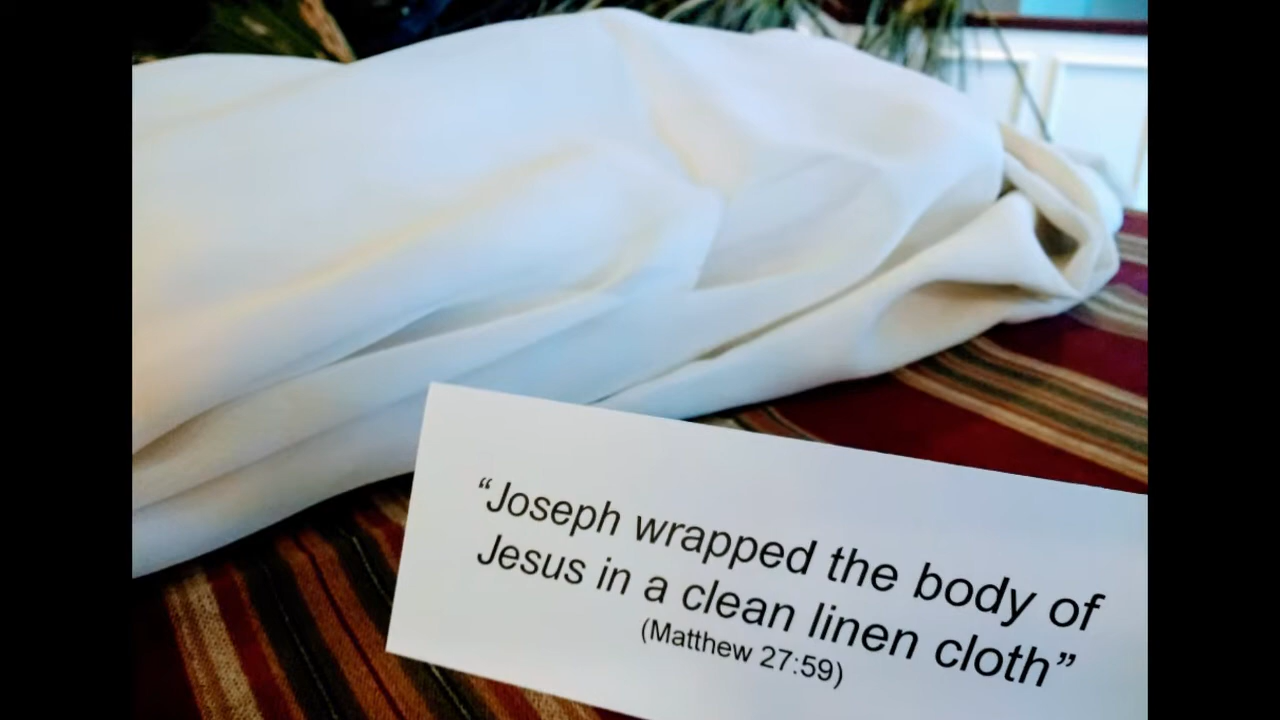 “Joseph wrapped the body of
Jesus in a clean linen cloth”
(Matthew 27:59)